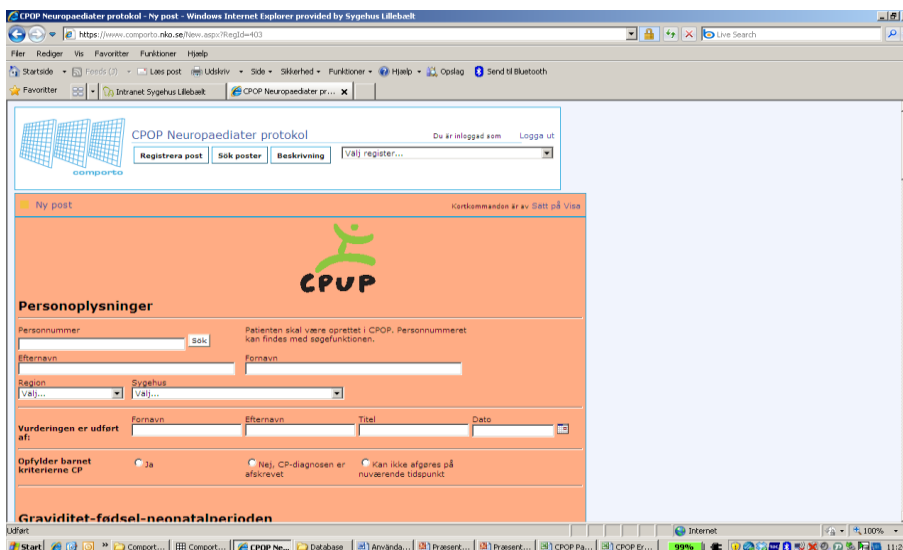 CPOP Neuropaediater protokol - Ny post - Windows Internet Explorer provided by Sygehus Lillebælt
https://www.comporto.nko.se/New.aspx?RegId=403
Live Search
Filer Rediger Vis Favoritter Funktioner Hjælp
Startside Feeds (J) Læs post Udskriv Side Sikkerhed Funktioner Hjælp Opslag Send til Bluetooth
Favoritter Intranet Sygehus Lillebælt CPOP Neuropaediater pr...
CPOP Neuropaediater protokol Du är inloggad som Logga ut
Registrera post Sök poster Beskrivning Välj register...
comporto
Ny post Kortkommandon är av Sätt på Visa
CPUP
Personoplysninger
Personnummer
Sök
Patienten skal være oprettet i CPOP. Personnummeret
kan findes med søgefunktionen.
Efternavn Fornavn
Region Sygehus
Välj... Välj...
Vurderingen er udført
af:
Fornavn Efternavn Titel Dato
Opfylder barnet
kriterierne CP
Ja
Nej, CP-diagnosen er
afskrevet
Kan ikke afgøres på
nuværende tidspunkt
Graviditet-fødsel-neonatalperioden
Udført Internet 100%
Start Comport... Comport... CPOP Ne... Database Använda... Præsent... Præsent... CPOP Pa... CPOP Er... 99%